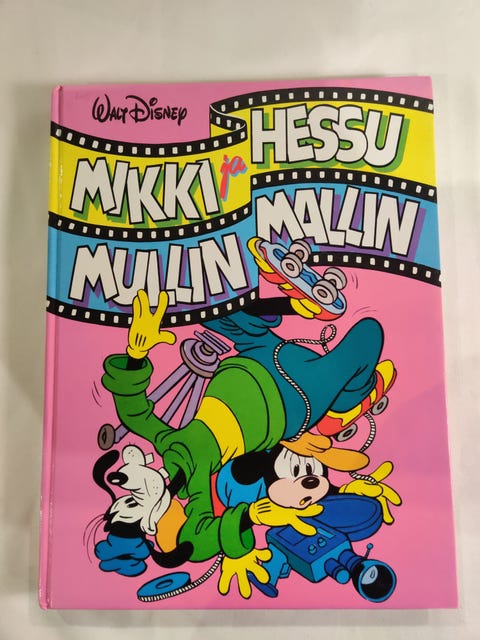 WALT DISNEY
MIKKI ja HESSU
MULLIN MALLIN